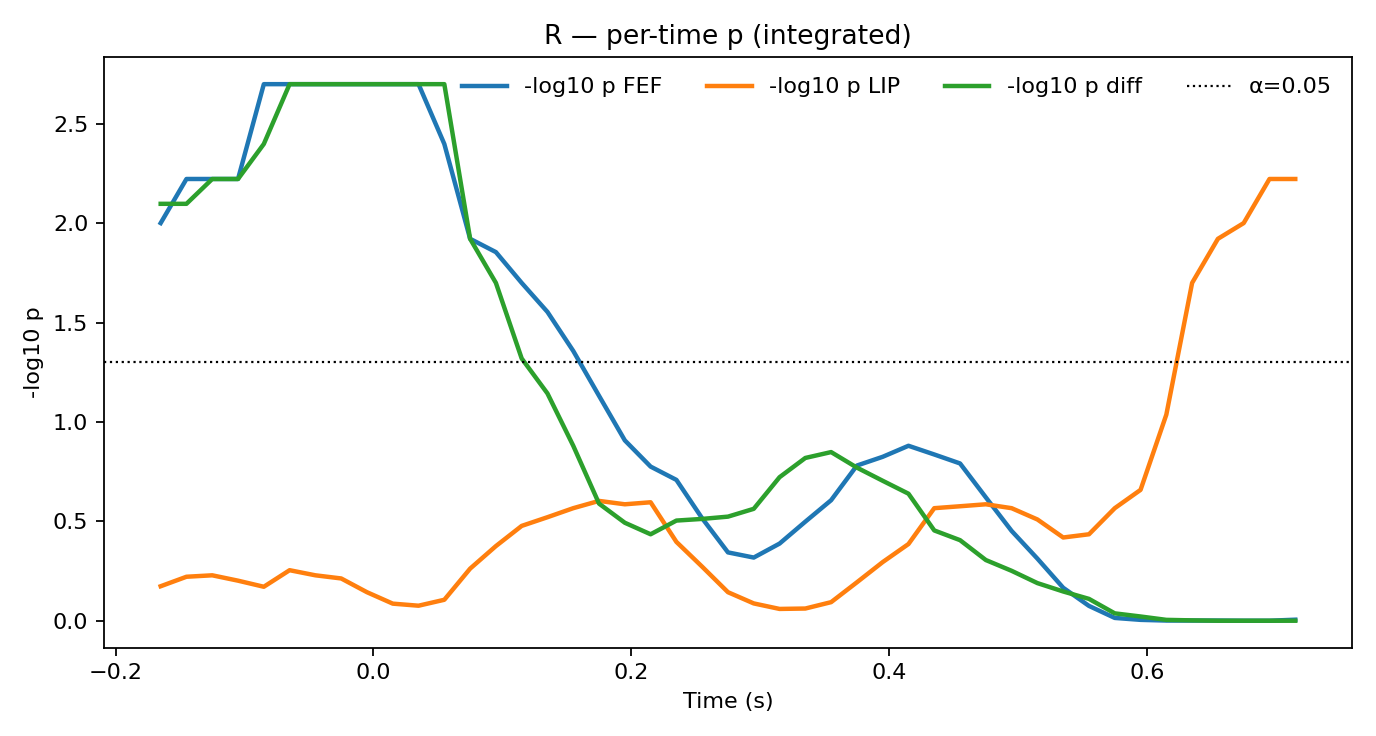 R — per-time p (integrated)
-log10 p FEF -log10 p LIP -log10 p diff α=0.05
-log10 p
2.5
2.0
1.5
1.0
0.5
0.0
−0.2 0.0 0.2 0.4 0.6
Time (s)